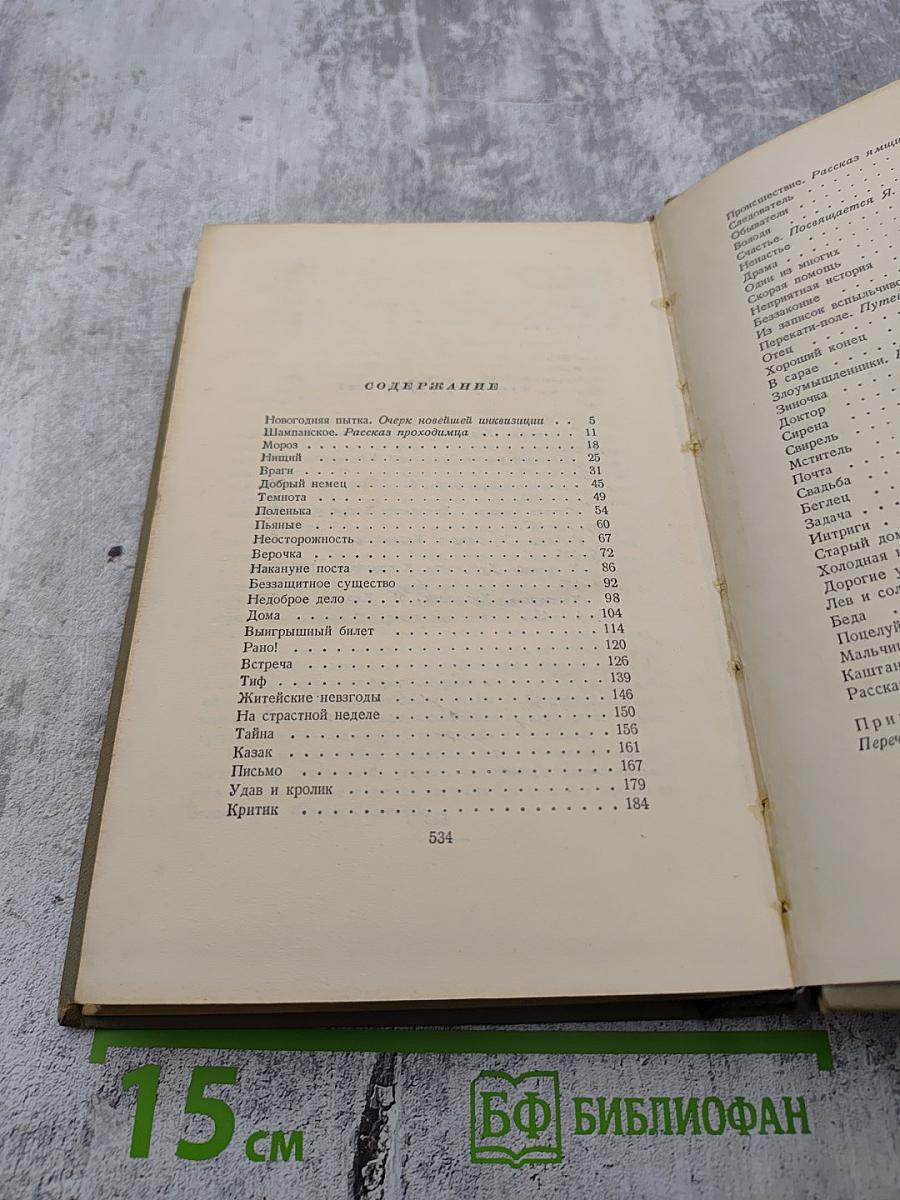 СОДЕРЖАНИЕ
Новогодняя пытка. Очерк новейшей инквизиции . . 5
Шампанское. Рассказ проходимца . . . . . . . . 11
Мороз . . . . . . . . . . . . . . . . . . . . 18
Нищий . . . . . . . . . . . . . . . . . . . . 25
Враги . . . . . . . . . . . . . . . . . . . . 31
Добрый немец . . . . . . . . . . . . . . . . . 45
Темнота . . . . . . . . . . . . . . . . . . . 49
Поленька . . . . . . . . . . . . . . . . . . . 54
Пьяные . . . . . . . . . . . . . . . . . . . . 60
Неосторожность . . . . . . . . . . . . . . . . 67
Верочка . . . . . . . . . . . . . . . . . . . 72
Накануне поста . . . . . . . . . . . . . . . . 86
Беззащитное существо . . . . . . . . . . . . . 92
Недоброе дело . . . . . . . . . . . . . . . . 98
Дома . . . . . . . . . . . . . . . . . . . . . 104
Выигрышный билет . . . . . . . . . . . . . . . 114
Рано! . . . . . . . . . . . . . . . . . . . . 120
Встреча . . . . . . . . . . . . . . . . . . . 126
Тиф . . . . . . . . . . . . . . . . . . . . . 139
Житейские невзгоды . . . . . . . . . . . . . . 146
На страстной неделе . . . . . . . . . . . . . 150
Тайна . . . . . . . . . . . . . . . . . . . . 156
Казак . . . . . . . . . . . . . . . . . . . . 161
Письмо . . . . . . . . . . . . . . . . . . . . 167
Удав и кролик . . . . . . . . . . . . . . . . 179
Критик . . . . . . . . . . . . . . . . . . . . 184
534
Происшествие. Рассказ ямщи
Следователь
Обыватели
Володя
Счастье. Посвящается Я.
Ненастье
Драма
Один из многих
Скорая помощь
Неприятная история
Беззаконие
Из записок вспыльчиво
Перекати-поле. Путе
Отец
Хороший конец
В сарае
Злоумышленники.
Зиночка
Доктор
Сирена
Свирель
Мститель
Почта
Свадьба
Беглец
Задача
Интриги
Старый дом
Холодная к
Дорогие у
Лев и сол
Беда
Поцелуй
Мальчи
Каштан
Расска
Прим
Переч
15 см
БФ БИБЛИОФАН